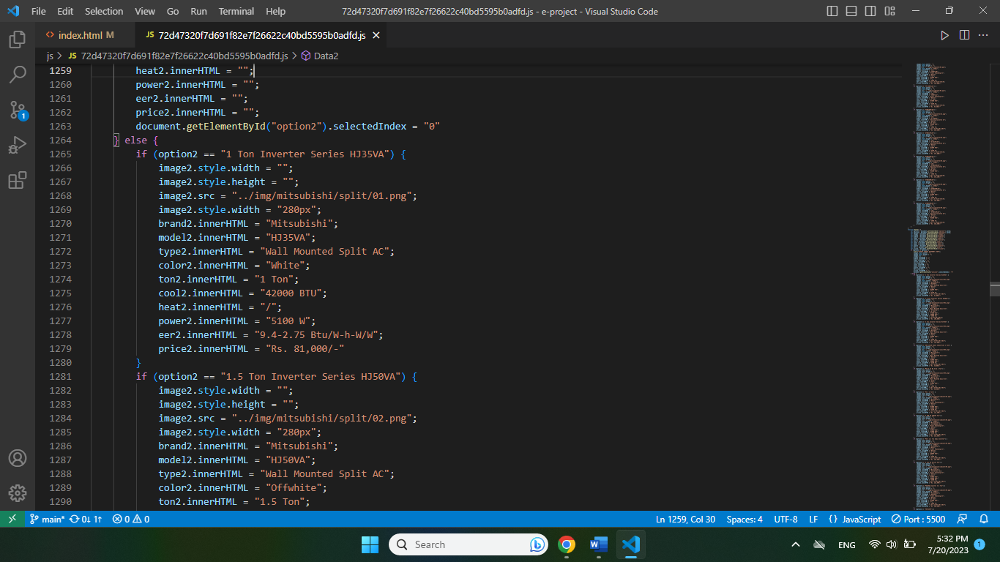 File Edit Selection View Go Run Terminal Help 72d47320f7d691f82e7f26622c40bd5595b0adfd.js - e-project - Visual Studio Code
index.html M JS 72d47320f7d691f82e7f26622c40bd5595b0adfd.js
js > JS 72d47320f7d691f82e7f26622c40bd5595b0adfd.js > Data2
1259 heat2.innerHTML = "";
1260 power2.innerHTML = "";
1261 eer2.innerHTML = "";
1262 price2.innerHTML = "";
1263 document.getElementById("option2").selectedIndex = "0"
1264 } else {
1265 if (option2 == "1 Ton Inverter Series HJ35VA") {
1266 image2.style.width = "";
1267 image2.style.height = "";
1268 image2.src = "../img/mitsubishi/split/01.png";
1269 image2.style.width = "280px";
1270 brand2.innerHTML = "Mitsubishi";
1271 model2.innerHTML = "HJ35VA";
1272 type2.innerHTML = "Wall Mounted Split AC";
1273 color2.innerHTML = "White";
1274 ton2.innerHTML = "1 Ton";
1275 cool2.innerHTML = "42000 BTU";
1276 heat2.innerHTML = "/";
1277 power2.innerHTML = "5100 W";
1278 eer2.innerHTML = "9.4-2.75 Btu/W-h-W/W";
1279 price2.innerHTML = "Rs. 81,000/-"
1280 }
1281 if (option2 == "1.5 Ton Inverter Series HJ50VA") {
1282 image2.style.width = "";
1283 image2.style.height = "";
1284 image2.src = "../img/mitsubishi/split/02.png";
1285 image2.style.width = "280px";
1286 brand2.innerHTML = "Mitsubishi";
1287 model2.innerHTML = "HJ50VA";
1288 type2.innerHTML = "Wall Mounted Split AC";
1289 color2.innerHTML = "Offwhite";
1290 ton2.innerHTML = "1.5 Ton";
1
main* 0↓ 1↑ 0 0 Ln 1259, Col 30 Spaces: 4 UTF-8 LF {} JavaScript Port : 5500
Search ENG 5:32 PM
7/20/2023 1